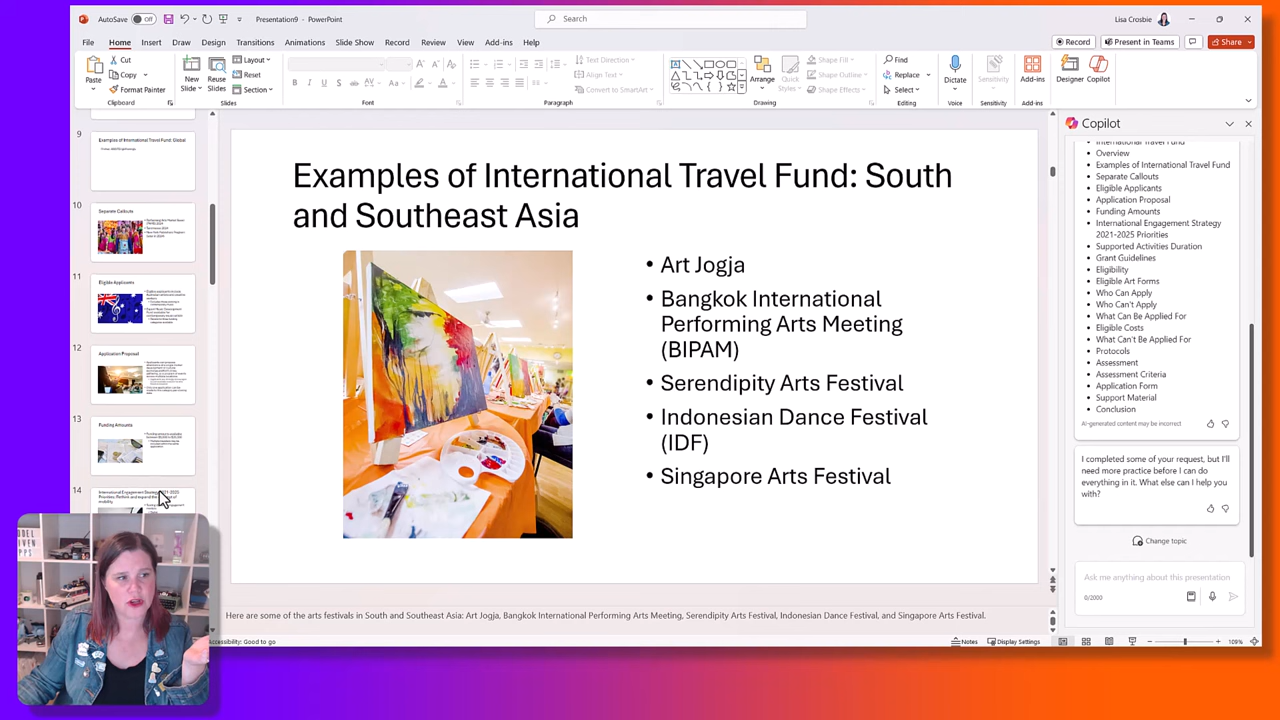 AutoSave Off Presentation9 - PowerPoint Search Lisa Crosbie
File Home Insert Draw Design Transitions Animations Slide Show Record Review View Add-ins Help Record Present in Teams Share
Paste Cut Copy Format Painter
Clipboard
New Slide Reuse Slides Layout Reset Section
Slides
Font
Text Direction Align Text Convert to SmartArt
Paragraph
Arrange Quick Styles Shape Fill Shape Outline Shape Effects
Drawing
Find Replace Select
Editing
Dictate
Voice
Sensitivity
Sensitivity
Add-ins
Add-ins
Designer Copilot
9
Examples of International Travel Fund: Global
10
Separate Callouts
11
Eligible Applicants
12
Application Proposal
13
Funding Amounts
14
Examples of International Travel Fund: South
and Southeast Asia
• Art Jogja
• Bangkok International
Performing Arts Meeting
(BIPAM)
• Serendipity Arts Festival
• Indonesian Dance Festival
(IDF)
• Singapore Arts Festival
Here are some of the arts festivals in South and Southeast Asia: Art Jogja, Bangkok International Performing Arts Meeting, Serendipity Arts Festival, Indonesian Dance Festival, and Singapore Arts Festival.
Copilot
International Travel Fund
• Overview
• Examples of International Travel Fund
• Separate Callouts
• Eligible Applicants
• Application Proposal
• Funding Amounts
• International Engagement Strategy
2021-2025 Priorities
• Supported Activities Duration
• Grant Guidelines
• Eligibility
• Eligible Art Forms
• Who Can Apply
• Who Can't Apply
• What Can Be Applied For
• Eligible Costs
• What Can't Be Applied For
• Protocols
• Assessment
• Assessment Criteria
• Application Form
• Support Material
• Conclusion
AI-generated content may be incorrect
I completed some of your request, but I'll
need more practice before I can do
everything in it. What else can I help you
with?
Change topic
Ask me anything about this presentation
0/2000
Accessibility: Good to go Notes Display Settings 109%